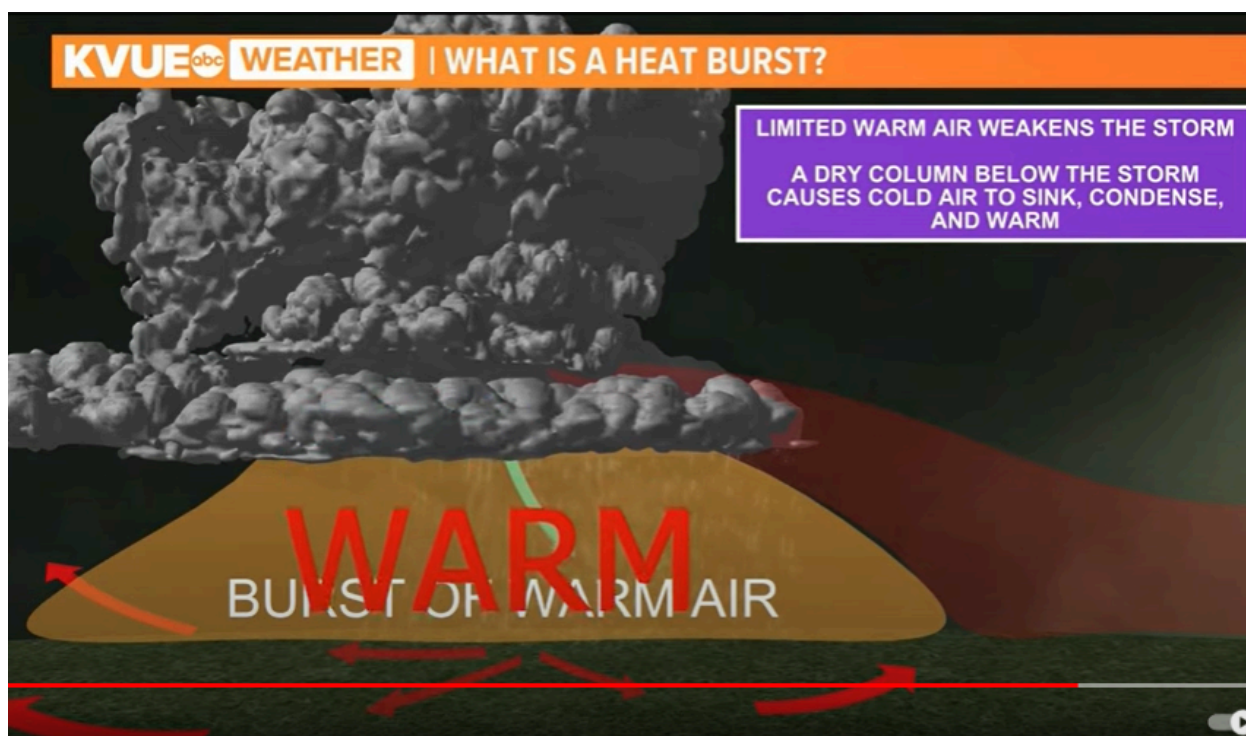 KVUE abc WEATHER | WHAT IS A HEAT BURST?
LIMITED WARM AIR WEAKENS THE STORM
A DRY COLUMN BELOW THE STORM
CAUSES COLD AIR TO SINK, CONDENSE,
AND WARM
WARM
BURST OF WARM AIR